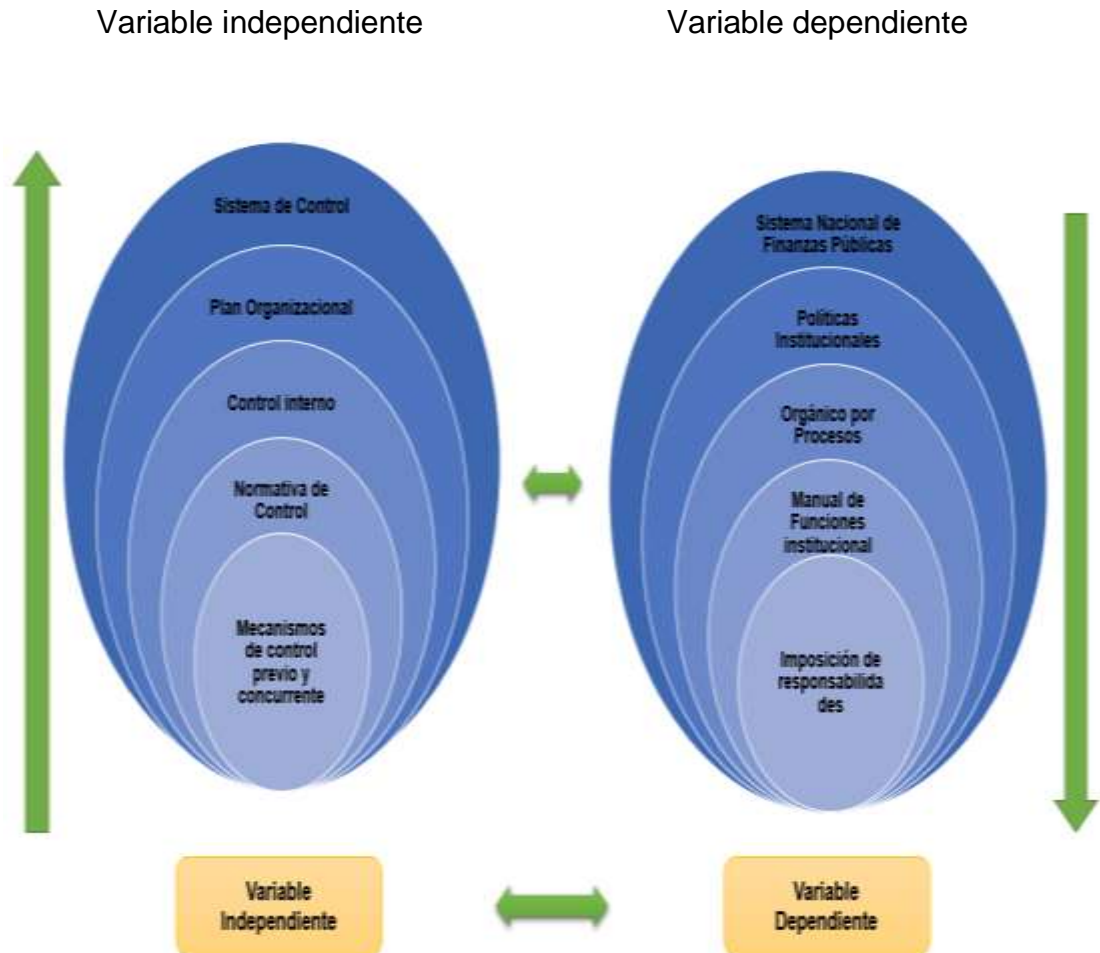 Variable independiente
Variable dependiente
Sistema de Control
Plan Organizacional
Control interno
Normativa de
Control
Mecanismos
de control
previo y
concurrente
Sistema Nacional de
Finanzas Públicas
Políticas
Institucionales
Orgánico por
Procesos
Manual de
Funciones
institucional
Imposición de
responsabilida
des
Variable
Independiente
Variable
Dependiente